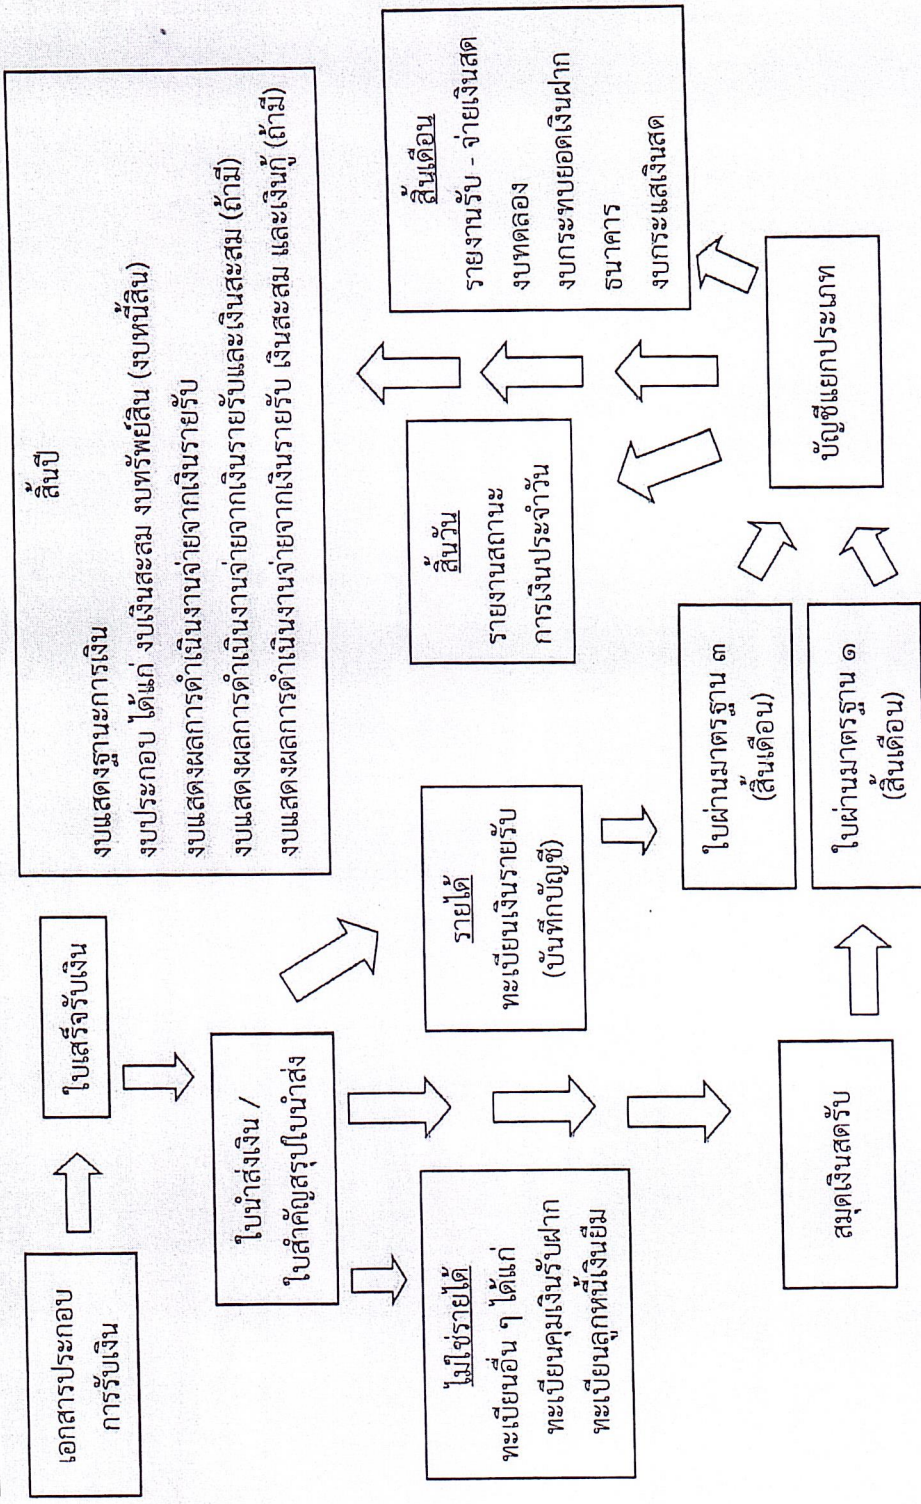 เอกสารประกอบ
การรับเงิน
ใบเสร็จรับเงิน
ใบนำส่งเงิน /
ใบสำคัญสรุปใบนำส่ง
ไม่ใช่รายได้
ทะเบียนอื่น ๆ ได้แก่
ทะเบียนคุมเงินรับฝาก
ทะเบียนลูกหนี้เงินยืม
รายได้
ทะเบียนเงินรายรับ
(บันทึกบัญชี)
สมุดเงินสดรับ
ใบผ่านมาตรฐาน ๓
(สิ้นเดือน)
ใบผ่านมาตรฐาน ๑
(สิ้นเดือน)
บัญชีแยกประเภท
สิ้นวัน
รายงานสถานะ
การเงินประจำวัน
สิ้นเดือน
รายงานรับ - จ่ายเงินสด
งบทดลอง
งบกระทบยอดเงินฝาก
ธนาคาร
งบกระแสเงินสด
สิ้นปี
งบแสดงฐานะการเงิน
งบประกอบ ได้แก่ งบเงินสะสม งบทรัพย์สิน (งบหนี้สิน)
งบแสดงผลการดำเนินงานจ่ายจากเงินรายรับ
งบแสดงผลการดำเนินงานจ่ายจากเงินรายรับและเงินสะสม (ถ้ามี)
งบแสดงผลการดำเนินงานจ่ายจากเงินรายรับ เงินสะสม และเงินกู้ (ถ้ามี)